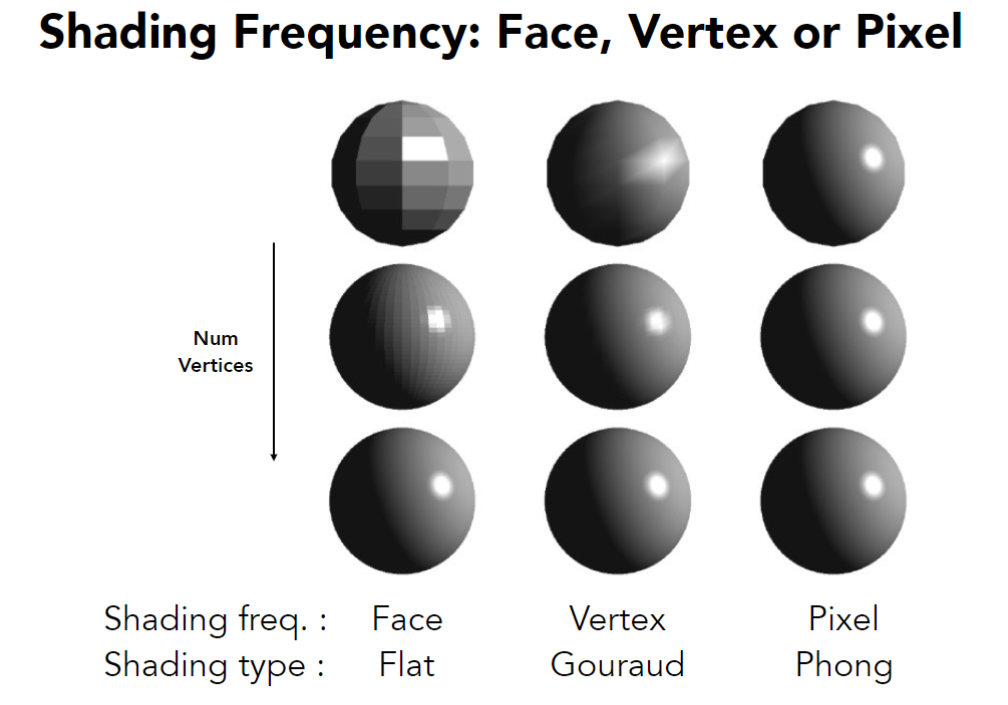 Shading Frequency: Face, Vertex or Pixel
Num
Vertices
Shading freq. : Face Vertex Pixel
Shading type : Flat Gouraud Phong